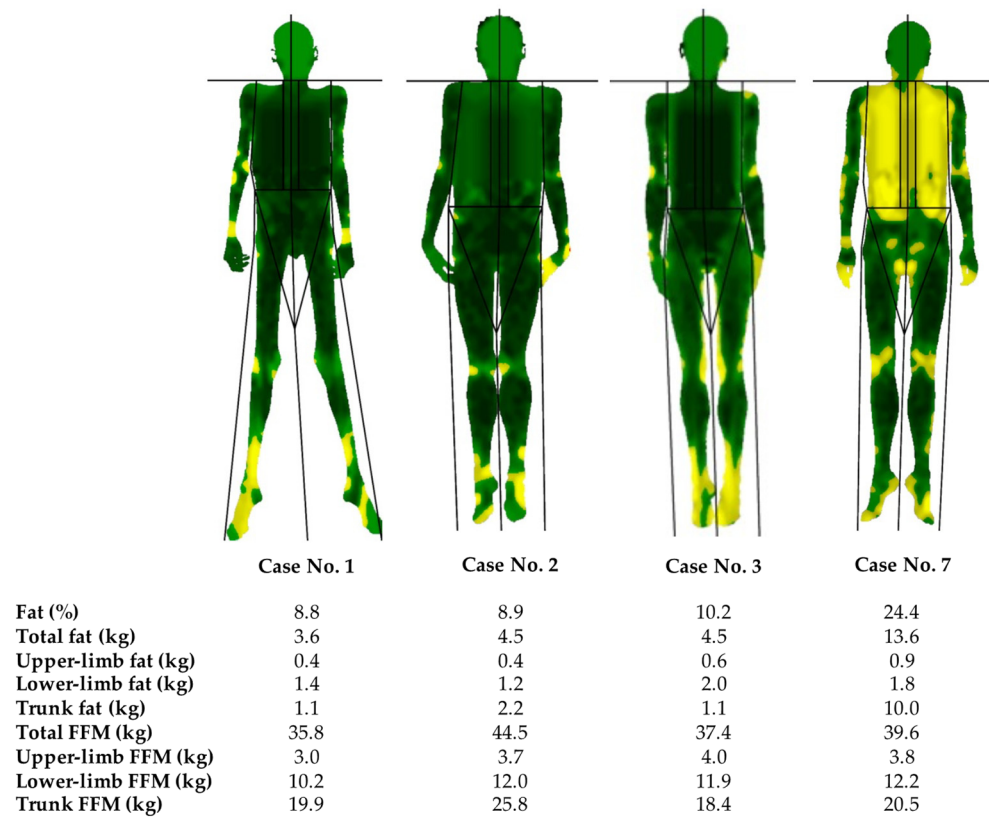 Case No. 1 Case No. 2 Case No. 3 Case No. 7
Fat (%) 8.8 8.9 10.2 24.4
Total fat (kg) 3.6 4.5 4.5 13.6
Upper-limb fat (kg) 0.4 0.4 0.6 0.9
Lower-limb fat (kg) 1.4 1.2 2.0 1.8
Trunk fat (kg) 1.1 2.2 1.1 10.0
Total FFM (kg) 35.8 44.5 37.4 39.6
Upper-limb FFM (kg) 3.0 3.7 4.0 3.8
Lower-limb FFM (kg) 10.2 12.0 11.9 12.2
Trunk FFM (kg) 19.9 25.8 18.4 20.5